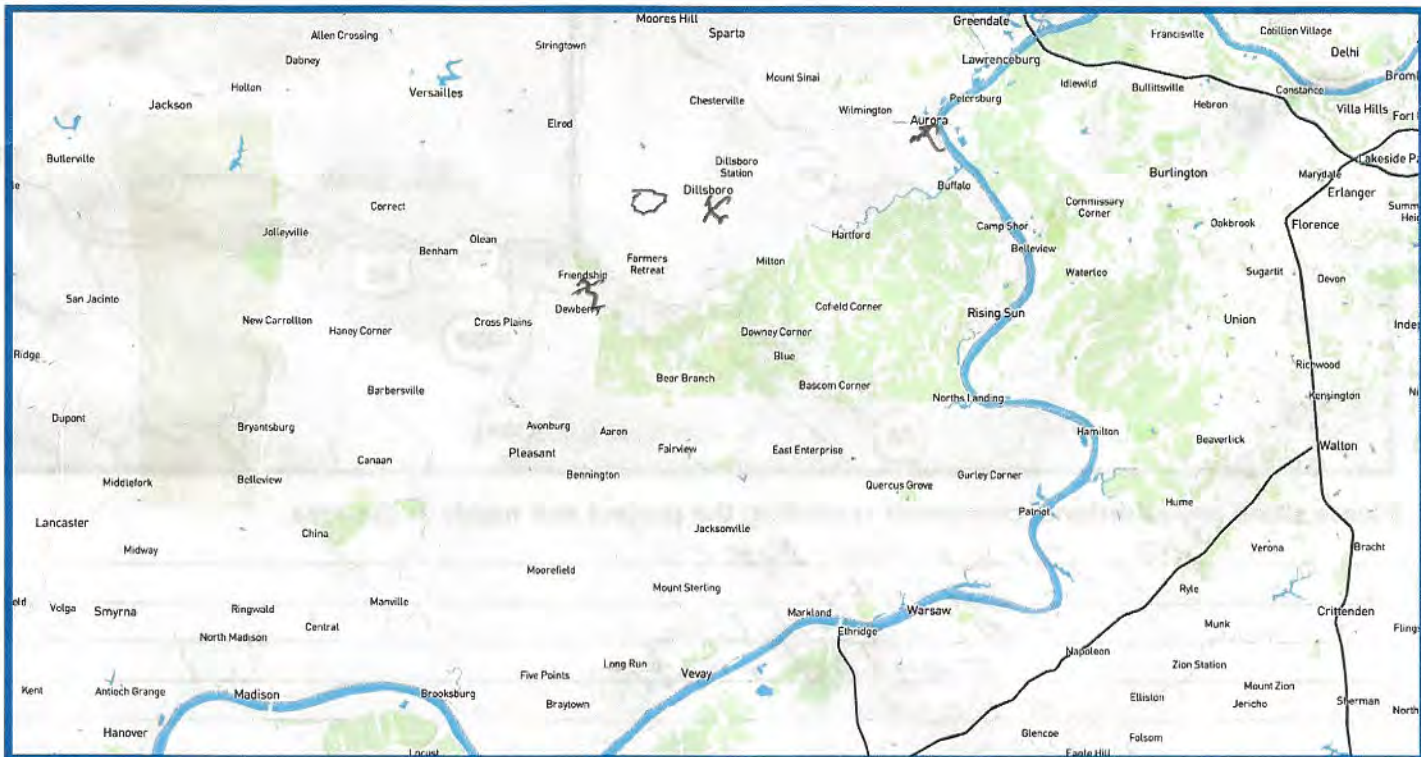 Moores Hill
Greendale
Allen Crossing
Sparta
Francisville
Cotillion Village
Stringtown
Delhi
Dabney
Lawrenceburg
Mount Sinai
Idlewild
Bullittsville
Holton
Versailles
Constance
Jackson
Chesterville
Petersburg
Hebron
Wilmington
Villa Hills
Elrod
Aurora
Butlerville
Dillsboro
Station
Burlington
Marydale
Dillsboro
Buffalo
Erlanger
Correct
Commissary
Corner
Jolleyville
Hartford
Camp Shor
Oakbrook
Florence
Olean
Benham
Belleview
Farmers
Retreat
Milton
Friendship
Waterloo
Sugartit
Devon
San Jacinto
Dewberry
Cofield Corner
New Carrollton
Haney Corner
Cross Plains
Rising Sun
Union
Downey Corner
Ridge
Blue
Richwood
Bear Branch
Bascom Corner
Barbersville
Norths Landing
Kensington
Dupont
Bryantsburg
Avonburg
Aaron
Hamilton
Beaverlick
Pleasant
Fairview
East Enterprise
Walton
Canaan
Middlefork
Belleview
Bennington
Quercus Grove
Gurley Corner
Hume
Lancaster
China
Jacksonville
Patriot
Midway
Verona
Bracht
Moorefield
Mount Sterling
Ryle
Volga
Smyrna
Ringwald
Manville
Markland
Warsaw
Crittenden
North Madison
Central
Ethridge
Munk
Napoleon
Long Run
Vevay
Zion Station
Five Points
Kent
Antioch Grange
Madison
Brooksburg
Mount Zion
Braytown
Elliston
Jericho
Sherman
North
Hanover
Glencoe
Folsom
Locust
Eagle Hill